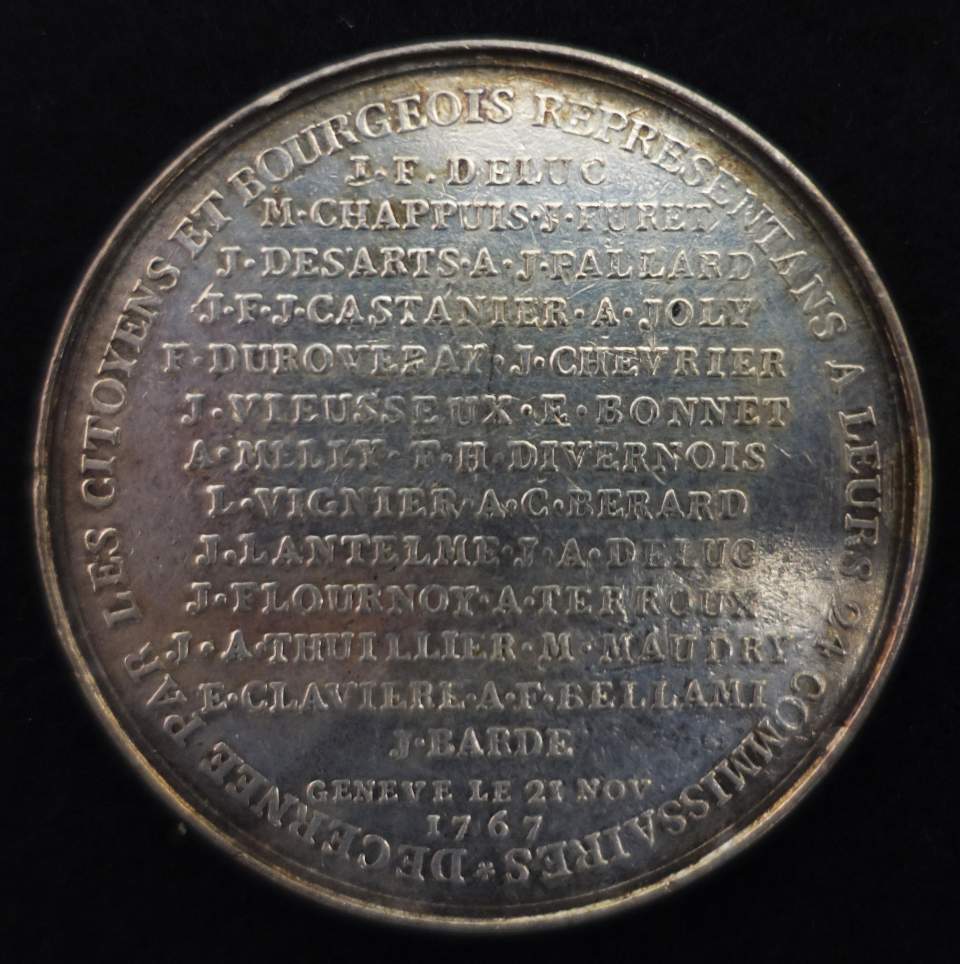 DECERNEE PAR LES CITOYENS ET BOURGEOIS REPRESENTANS A LEURS 24 COMMISSAIRES *
J·F·DELUC
M·CHAPPUIS·J·FURET
J·DESARTS·A·J·PALLARD
J·F·J·CASTANIER·A·JOLY
F·DUROVERAY·J·CHEVRIER
J·VIEUSSEUX·E·BONNET
A·MELLY·F·H·DIVERNOIS
L·VIGNIER·A·C·BERARD
J·LANTELME·J·A·DELUC
J·FLOURNOY·A·TERROUX
J·A·THUILLIER·M·MAUDRY
E·CLAVIERE·A·F·BELLAMI
J·BARDE
GENEVE LE 21 NOV
1767